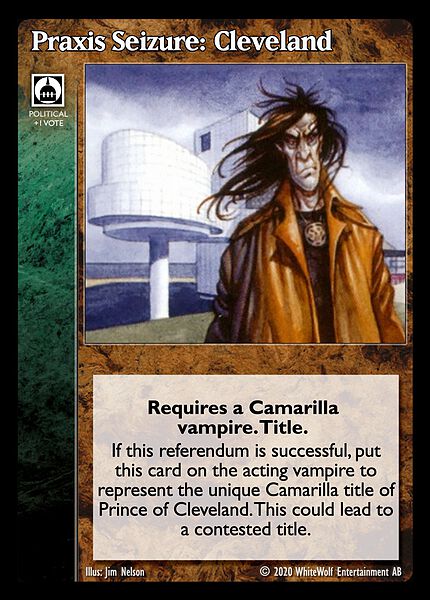 Praxis Seizure: Cleveland
POLITICAL
+1 VOTE
Requires a Camarilla
vampire.Title.
If this referendum is successful, put
this card on the acting vampire to
represent the unique Camarilla title of
Prince of Cleveland.This could lead to
a contested title.
Illus: Jim Nelson
© 2020 WhiteWolf Entertainment AB